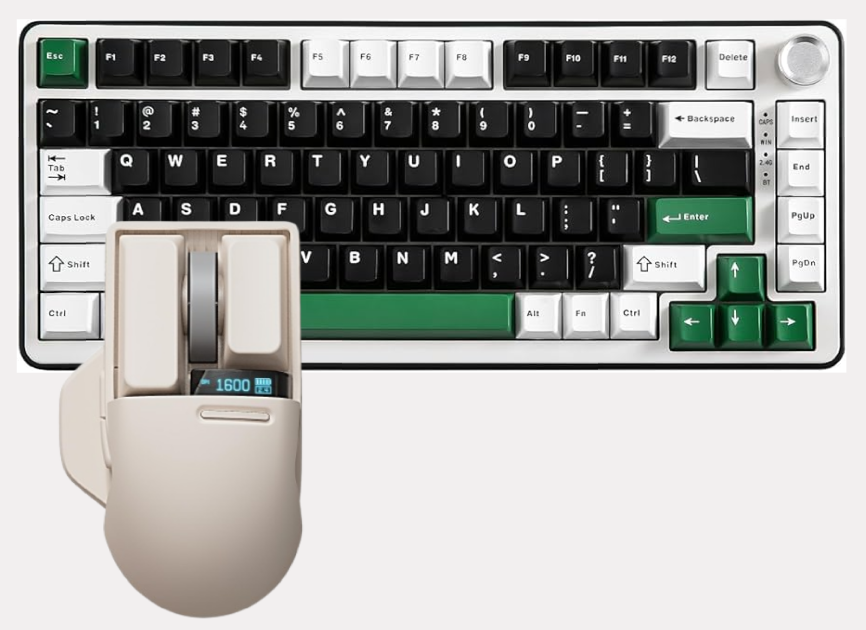 Esc F1 F2 F3 F4 F5 F6 F7 F8 F9 F10 F11 F12 Delete
~ ! @ # $ % ^ & * ( ) — +
` 1 2 3 4 5 6 7 8 9 0 - = ← Backspace Insert
CAPS
WIN
2.4G
BT
Tab Q W E R T Y U I O P { [ } ] | \ End
Caps Lock A S D F G H J K L : ; " ' Enter PgUp
Shift V B N M < , > . ? / Shift ↑ PgDn
Ctrl Alt Fn Ctrl ← ↓ →
1600